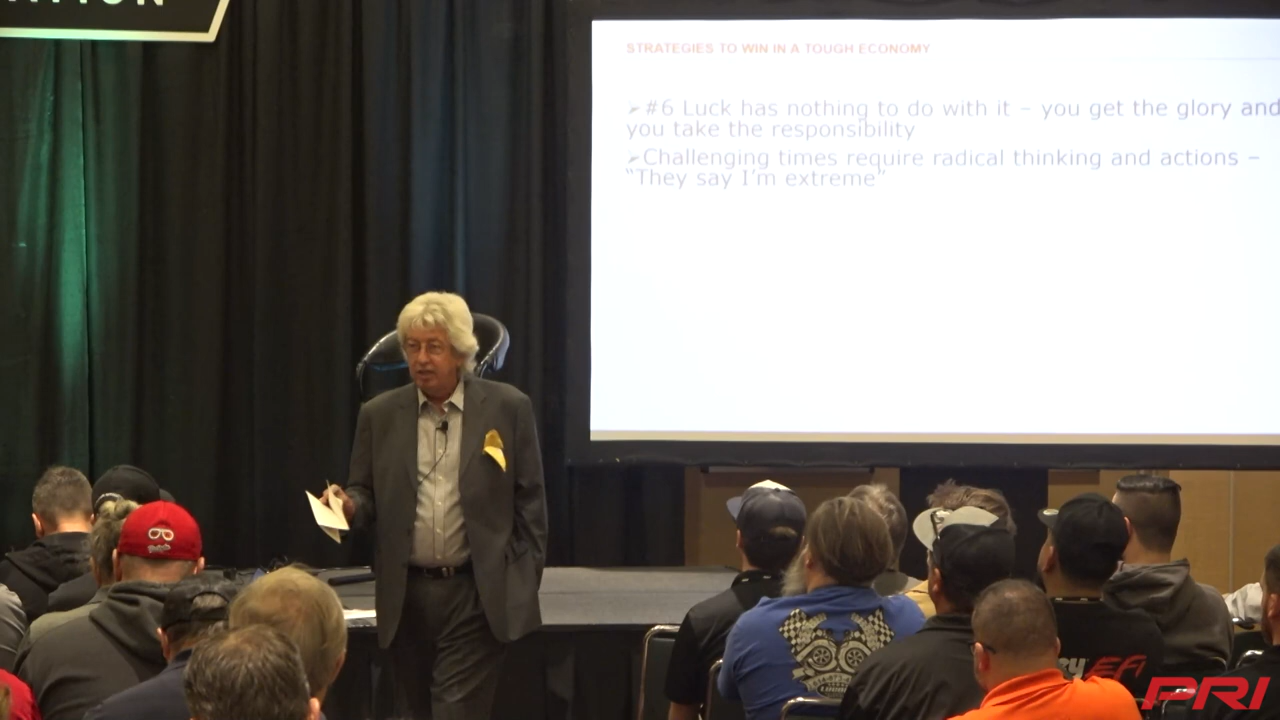 STRATEGIES TO WIN IN A TOUGH ECONOMY
➢#6 Luck has nothing to do with it – you get the glory and
you take the responsibility
➢Challenging times require radical thinking and actions –
“They say I’m extreme”
EFI
PRI